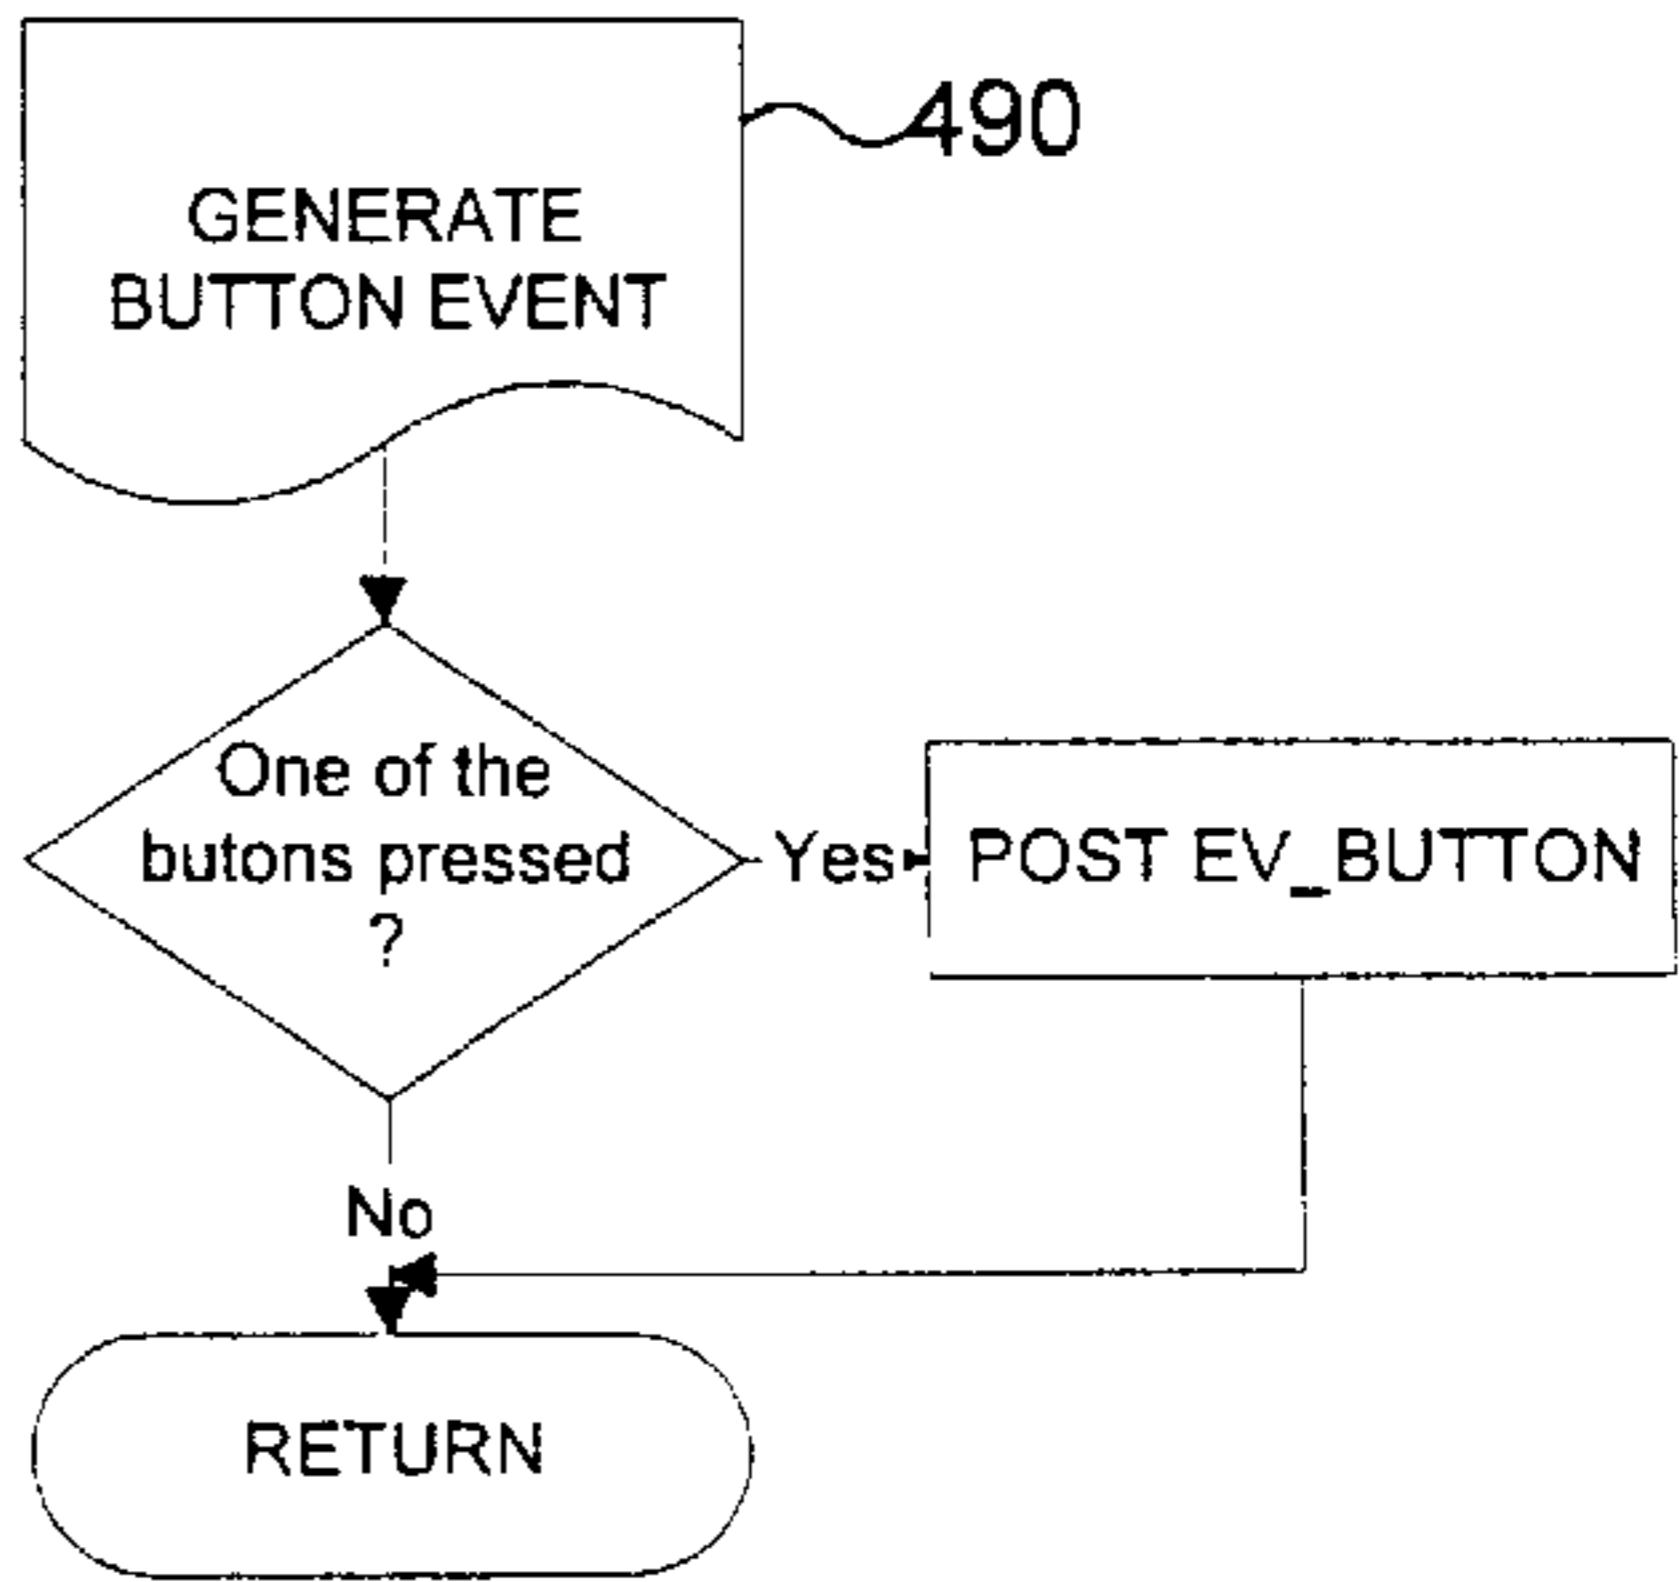 490
GENERATE
BUTTON EVENT
One of the
butons pressed
?
Yes
POST EV_BUTTON
No
RETURN